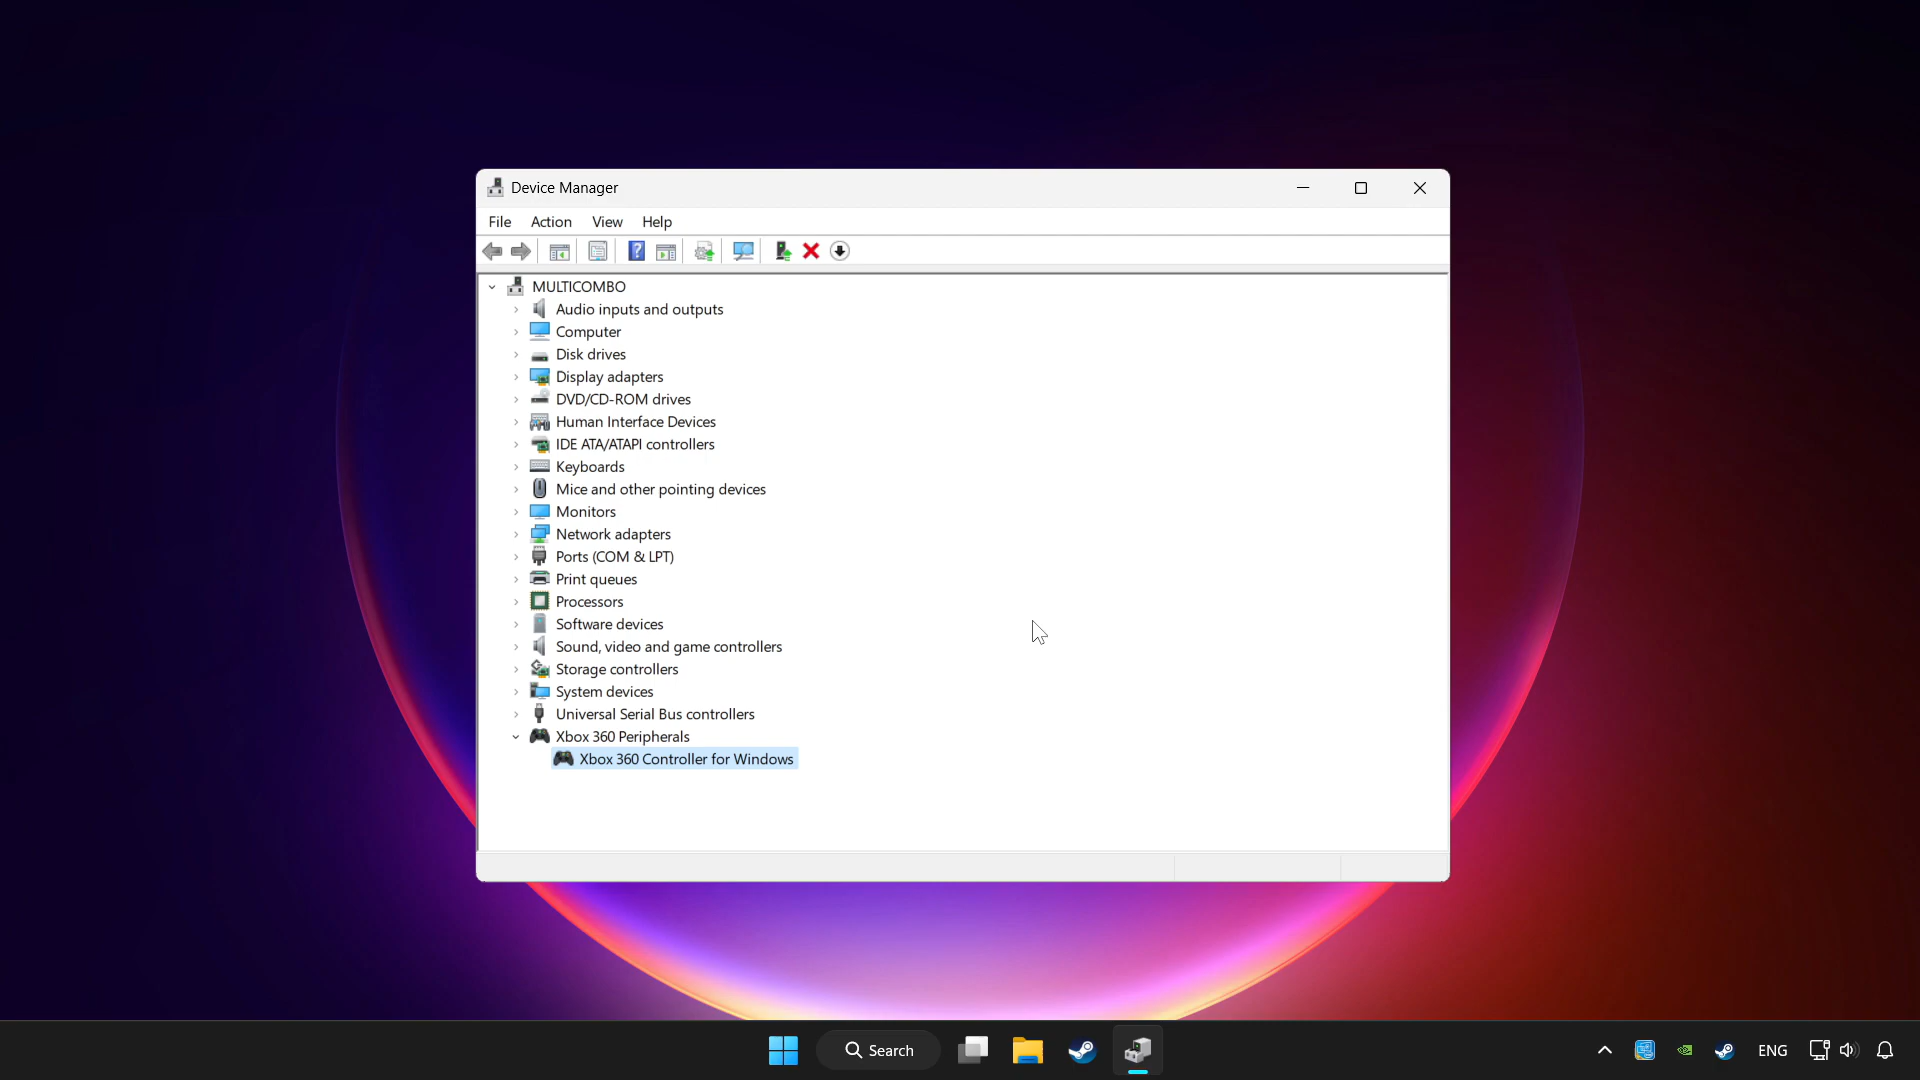 Device Manager
File Action View Help
MULTICOMBO
Audio inputs and outputs
Computer
Disk drives
Display adapters
DVD/CD-ROM drives
Human Interface Devices
IDE ATA/ATAPI controllers
Keyboards
Mice and other pointing devices
Monitors
Network adapters
Ports (COM & LPT)
Print queues
Processors
Software devices
Sound, video and game controllers
Storage controllers
System devices
Universal Serial Bus controllers
Xbox 360 Peripherals
Xbox 360 Controller for Windows
Search
ENG